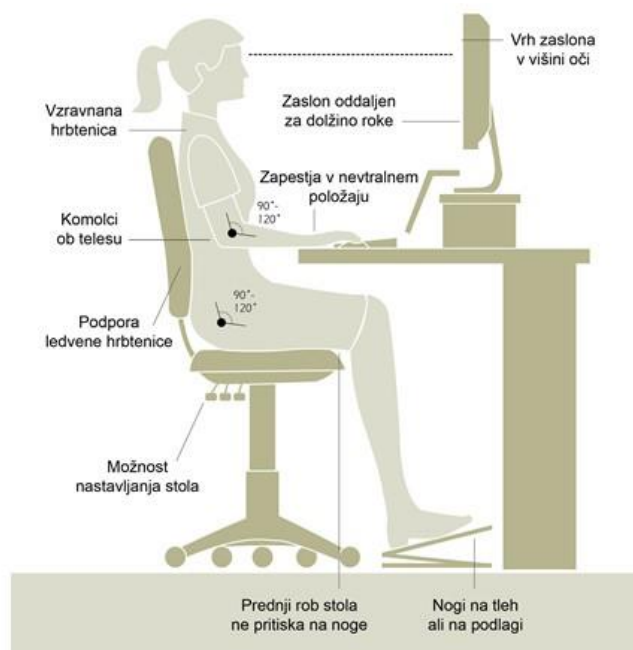 Vrh zaslona
v višini oči
Vzravnana
hrbtenica
Zaslon oddaljen
za dolžino roke
Zapestja v nevtralnem
položaju
90°-
120°
Komolci
ob telesu
90°-
120°
Podpora
ledvene hrbtenice
Možnost
nastavljanja stola
Prednji rob stola
ne pritiska na noge
Nogi na tleh
ali na podlagi